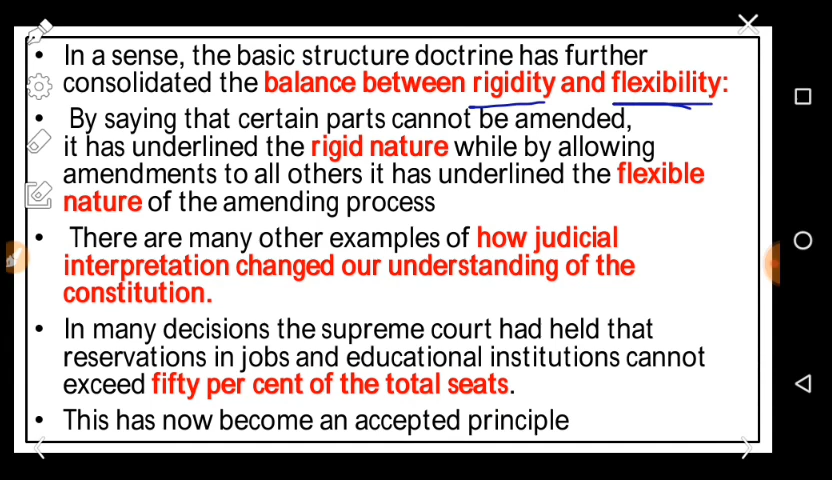 • In a sense, the basic structure doctrine has further
consolidated the balance between rigidity and flexibility:
• By saying that certain parts cannot be amended,
it has underlined the rigid nature while by allowing
amendments to all others it has underlined the flexible
nature of the amending process
• There are many other examples of how judicial
interpretation changed our understanding of the
constitution.
• In many decisions the supreme court had held that
reservations in jobs and educational institutions cannot
exceed fifty per cent of the total seats.
• This has now become an accepted principle